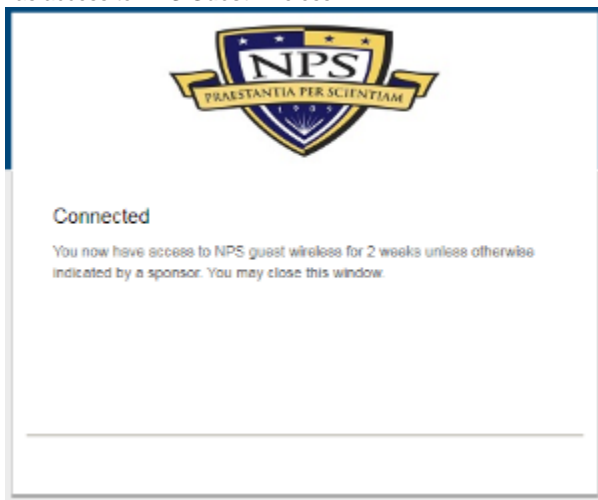 NPS
PRAESTANTIA PER SCIENTIAM
1909
Connected
You now have access to NPS guest wireless for 2 weeks unless otherwise
indicated by a sponsor. You may close this window.